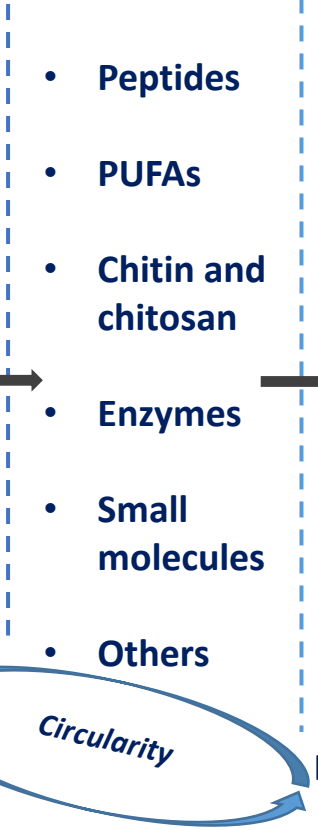 • Peptides
• PUFAs
• Chitin and
chitosan
• Enzymes
• Small
molecules
• Others
Circularity